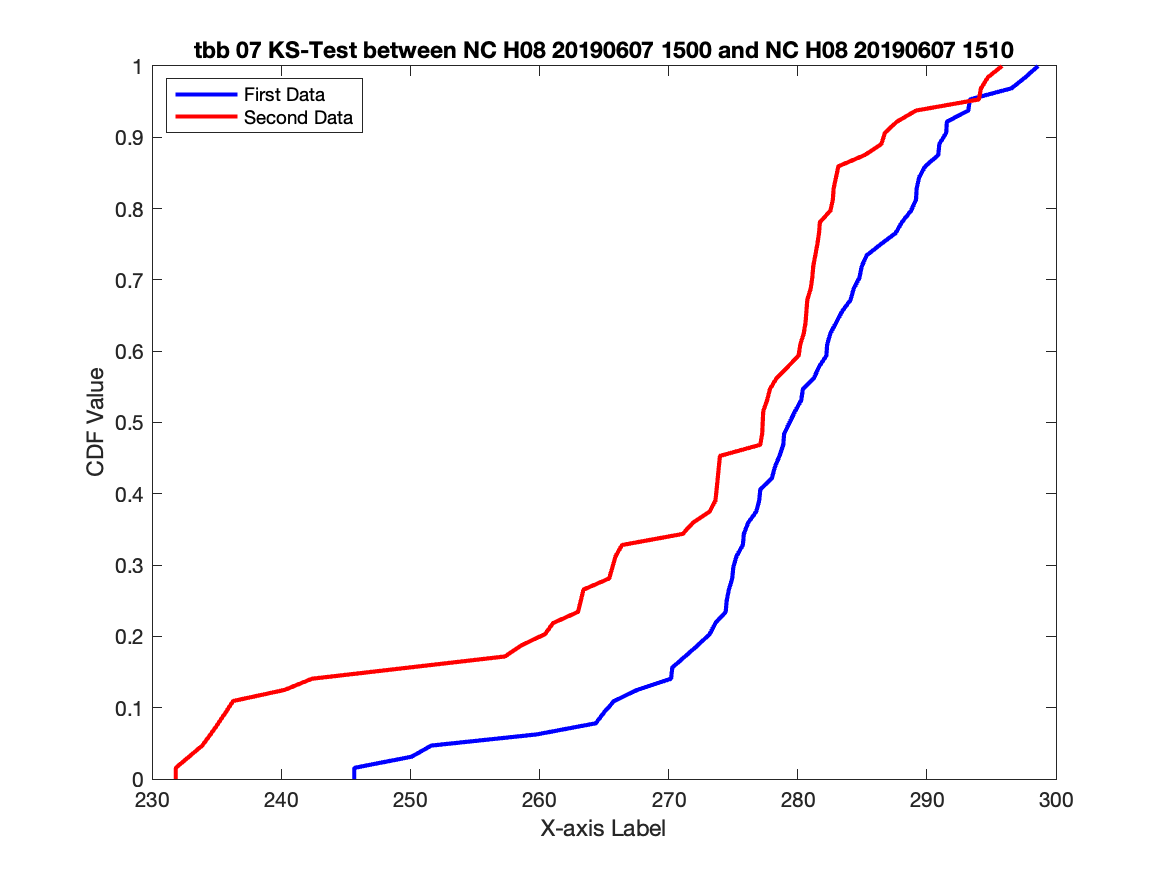 tbb 07 KS-Test between NC H08 20190607 1500 and NC H08 20190607 1510
First Data
Second Data
1
0.9
0.8
0.7
0.6
0.5
0.4
0.3
0.2
0.1
0
CDF Value
230 240 250 260 270 280 290 300
X-axis Label